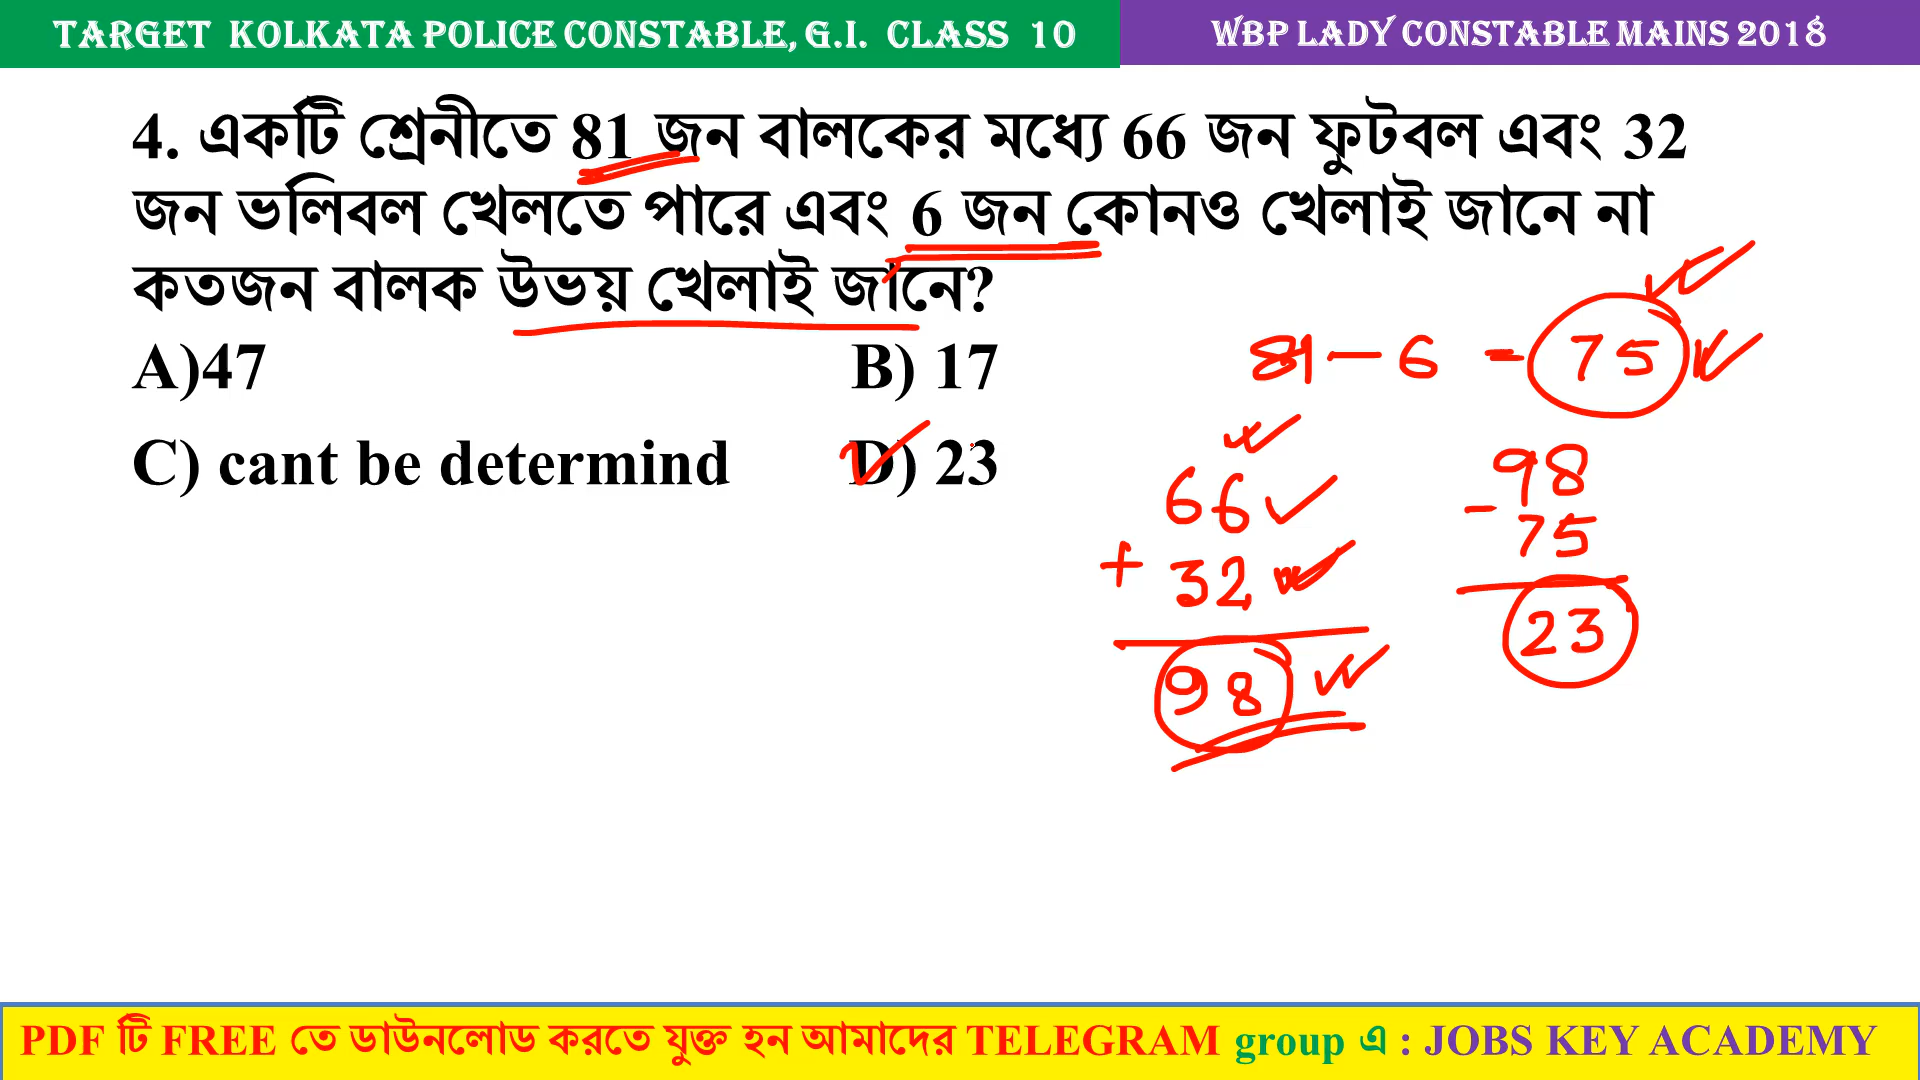 TARGET KOLKATA POLICE CONSTABLE, G.I. CLASS 10
WBP LADY CONSTABLE MAINS 2018
4. একটি শ্রেনীতে 81 জন বালকের মধ্যে 66 জন ফুটবল এবং 32
জন ভলিবল খেলতে পারে এবং 6 জন কোনও খেলাই জানে না
কতজন বালক উভয় খেলাই জানে?
A)47
B) 17
C) cant be determind
D) 23
81 - 6 = 75
66
+ 32
98
98
- 75
23
PDF টি FREE তে ডাউনলোড করতে যুক্ত হন আমাদের TELEGRAM group এ : JOBS KEY ACADEMY